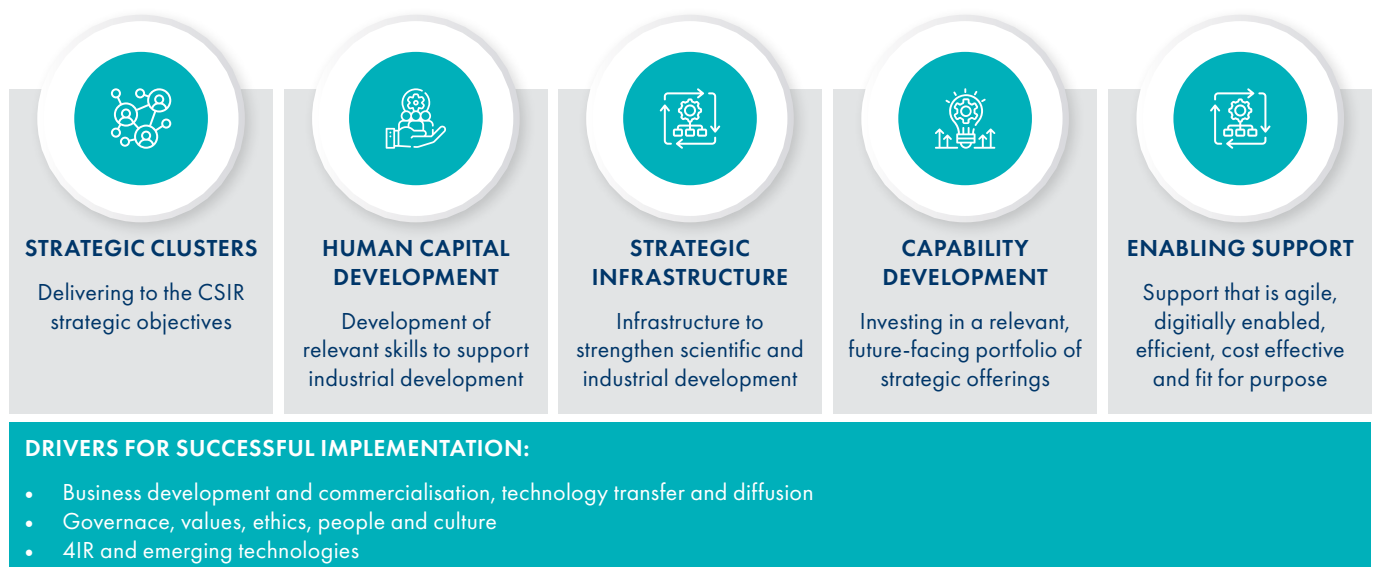 STRATEGIC CLUSTERS
Delivering to the CSIR
strategic objectives
HUMAN CAPITAL
DEVELOPMENT
Development of
relevant skills to support
industrial development
STRATEGIC
INFRASTRUCTURE
Infrastructure to
strengthen scientific and
industrial development
CAPABILITY
DEVELOPMENT
Investing in a relevant,
future-facing portfolio of
strategic offerings
ENABLING SUPPORT
Support that is agile,
digitially enabled,
efficient, cost effective
and fit for purpose
DRIVERS FOR SUCCESSFUL IMPLEMENTATION:
• Business development and commercialisation, technology transfer and diffusion
• Governace, values, ethics, people and culture
• 4IR and emerging technologies